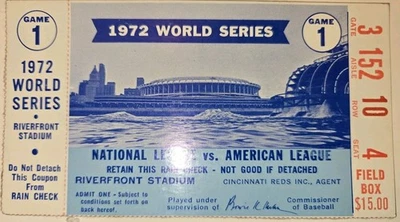 GAME
1
1972
WORLD
SERIES
RIVERFRONT
STADIUM
Do Not Detach
This Coupon
From
RAIN CHECK
1972 WORLD SERIES
GAME
1
NATIONAL LEAGUE vs. AMERICAN LEAGUE
RETAIN THIS RAIN CHECK - NOT GOOD IF DETACHED
RIVERFRONT STADIUM
CINCINNATI REDS INC., AGENT
ADMIT ONE - Subject to
conditions set forth on
back hereof.
Played under
supervision of
Commissioner
of Baseball
GATE
3
AISLE
152
ROW
10
SEAT
4
FIELD
BOX
$15.00